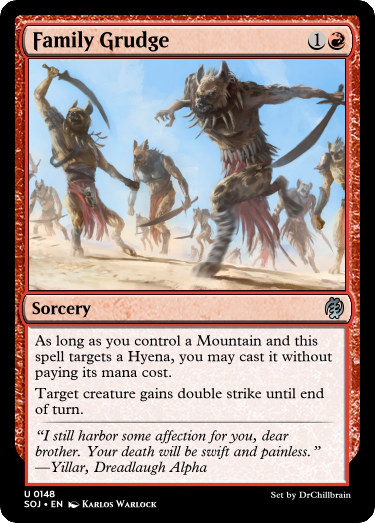 Family Grudge 1
Sorcery
As long as you control a Mountain and this
spell targets a Hyena, you may cast it without
paying its mana cost.
Target creature gains double strike until end
of turn.
“I still harbor some affection for you, dear
brother. Your death will be swift and painless.”
—Yillar, Dreadlaugh Alpha
U 0148
SOJ • EN Karlos Warlock Set by DrChillbrain